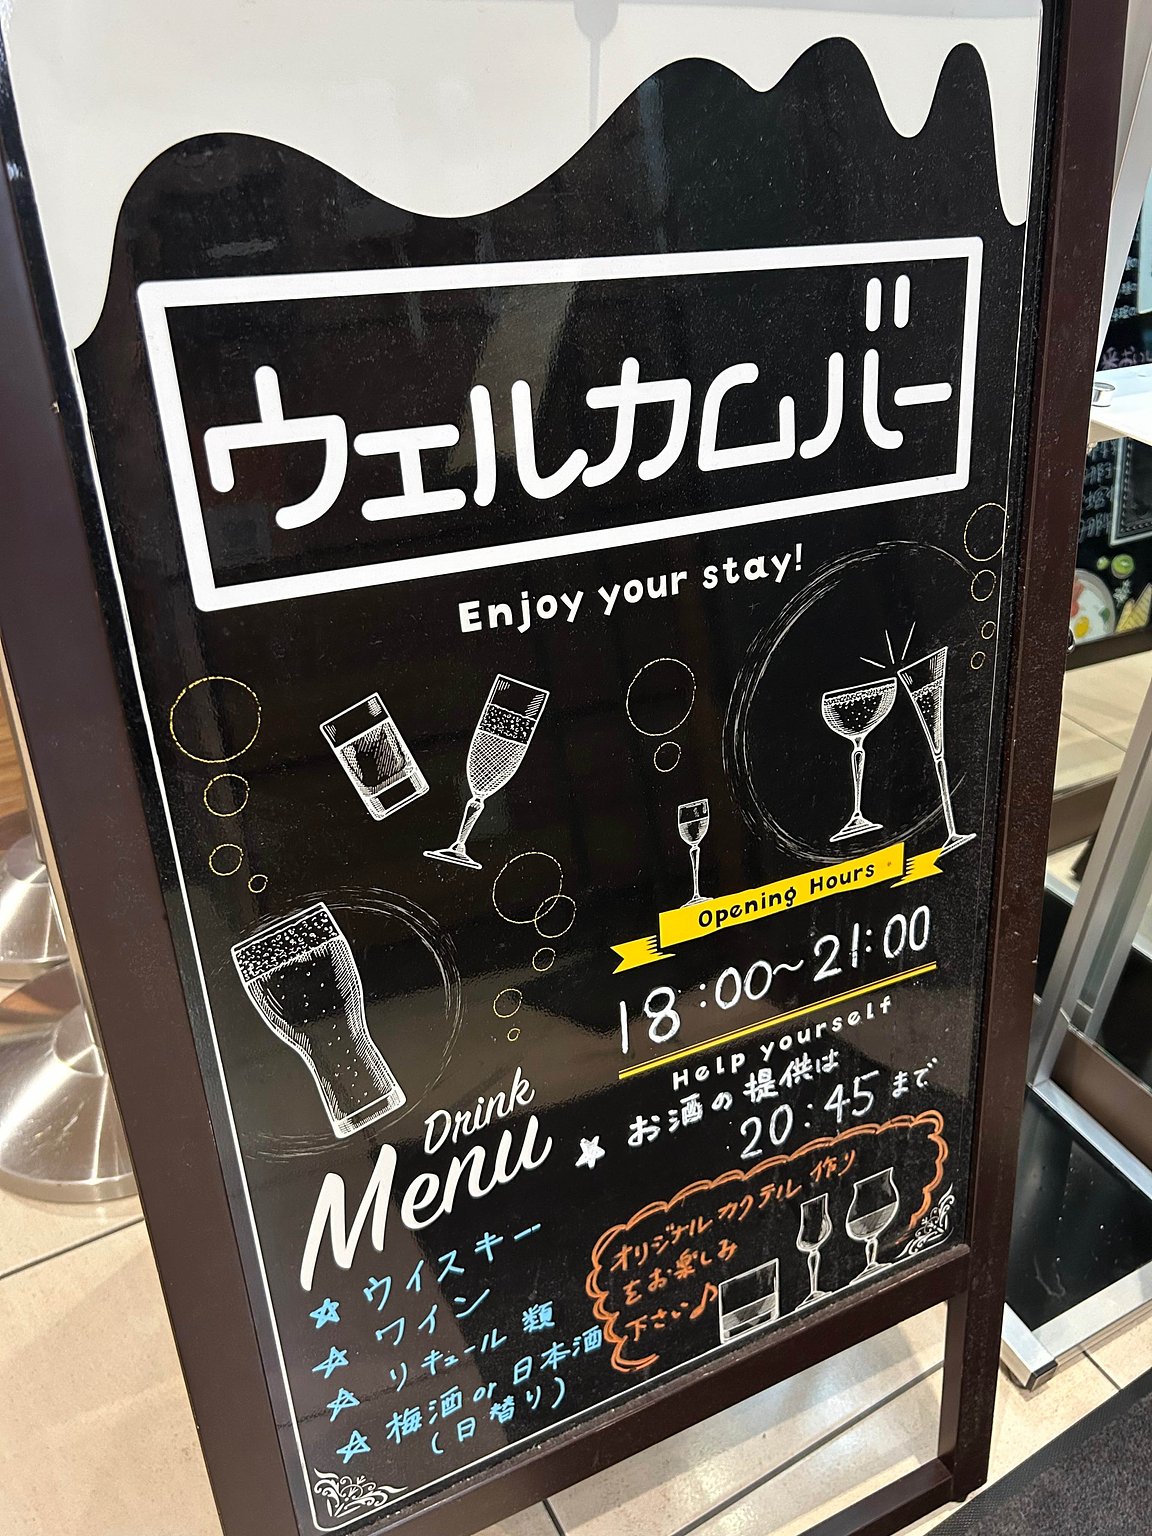 ウェルカムバー
Enjoy your stay!
Opening Hours
18:00~21:00
Help yourself
★ お酒の提供は
20:45まで
Drink
Menu
☆ ウイスキー
☆ ワイン
☆ リキュール類
☆ 梅酒or日本酒
(日替り)
オリジナルカクテル作り
をお楽しみ
下さい♪